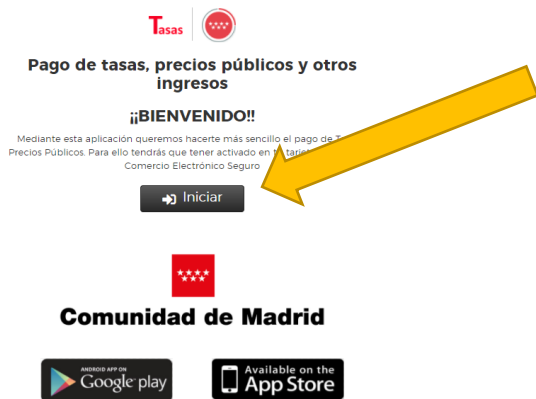 Tasas
Pago de tasas, precios públicos y otros
ingresos
¡¡BIENVENIDO!!
Mediante esta aplicación queremos hacerte más sencillo el pago de
Precios Públicos. Para ello tendrás que tener activado en
Comercio Electrónico Seguro
Iniciar
Comunidad de Madrid
ANDROID APP ON
Google play
Available on the
App Store